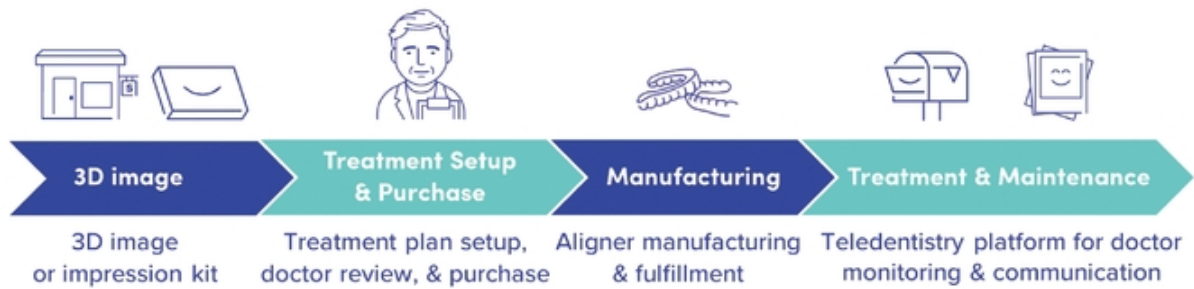 S
3D image
Treatment Setup
& Purchase
Manufacturing
Treatment & Maintenance
3D image
or impression kit
Treatment plan setup,
doctor review, & purchase
Aligner manufacturing
& fulfillment
Teledentistry platform for doctor
monitoring & communication